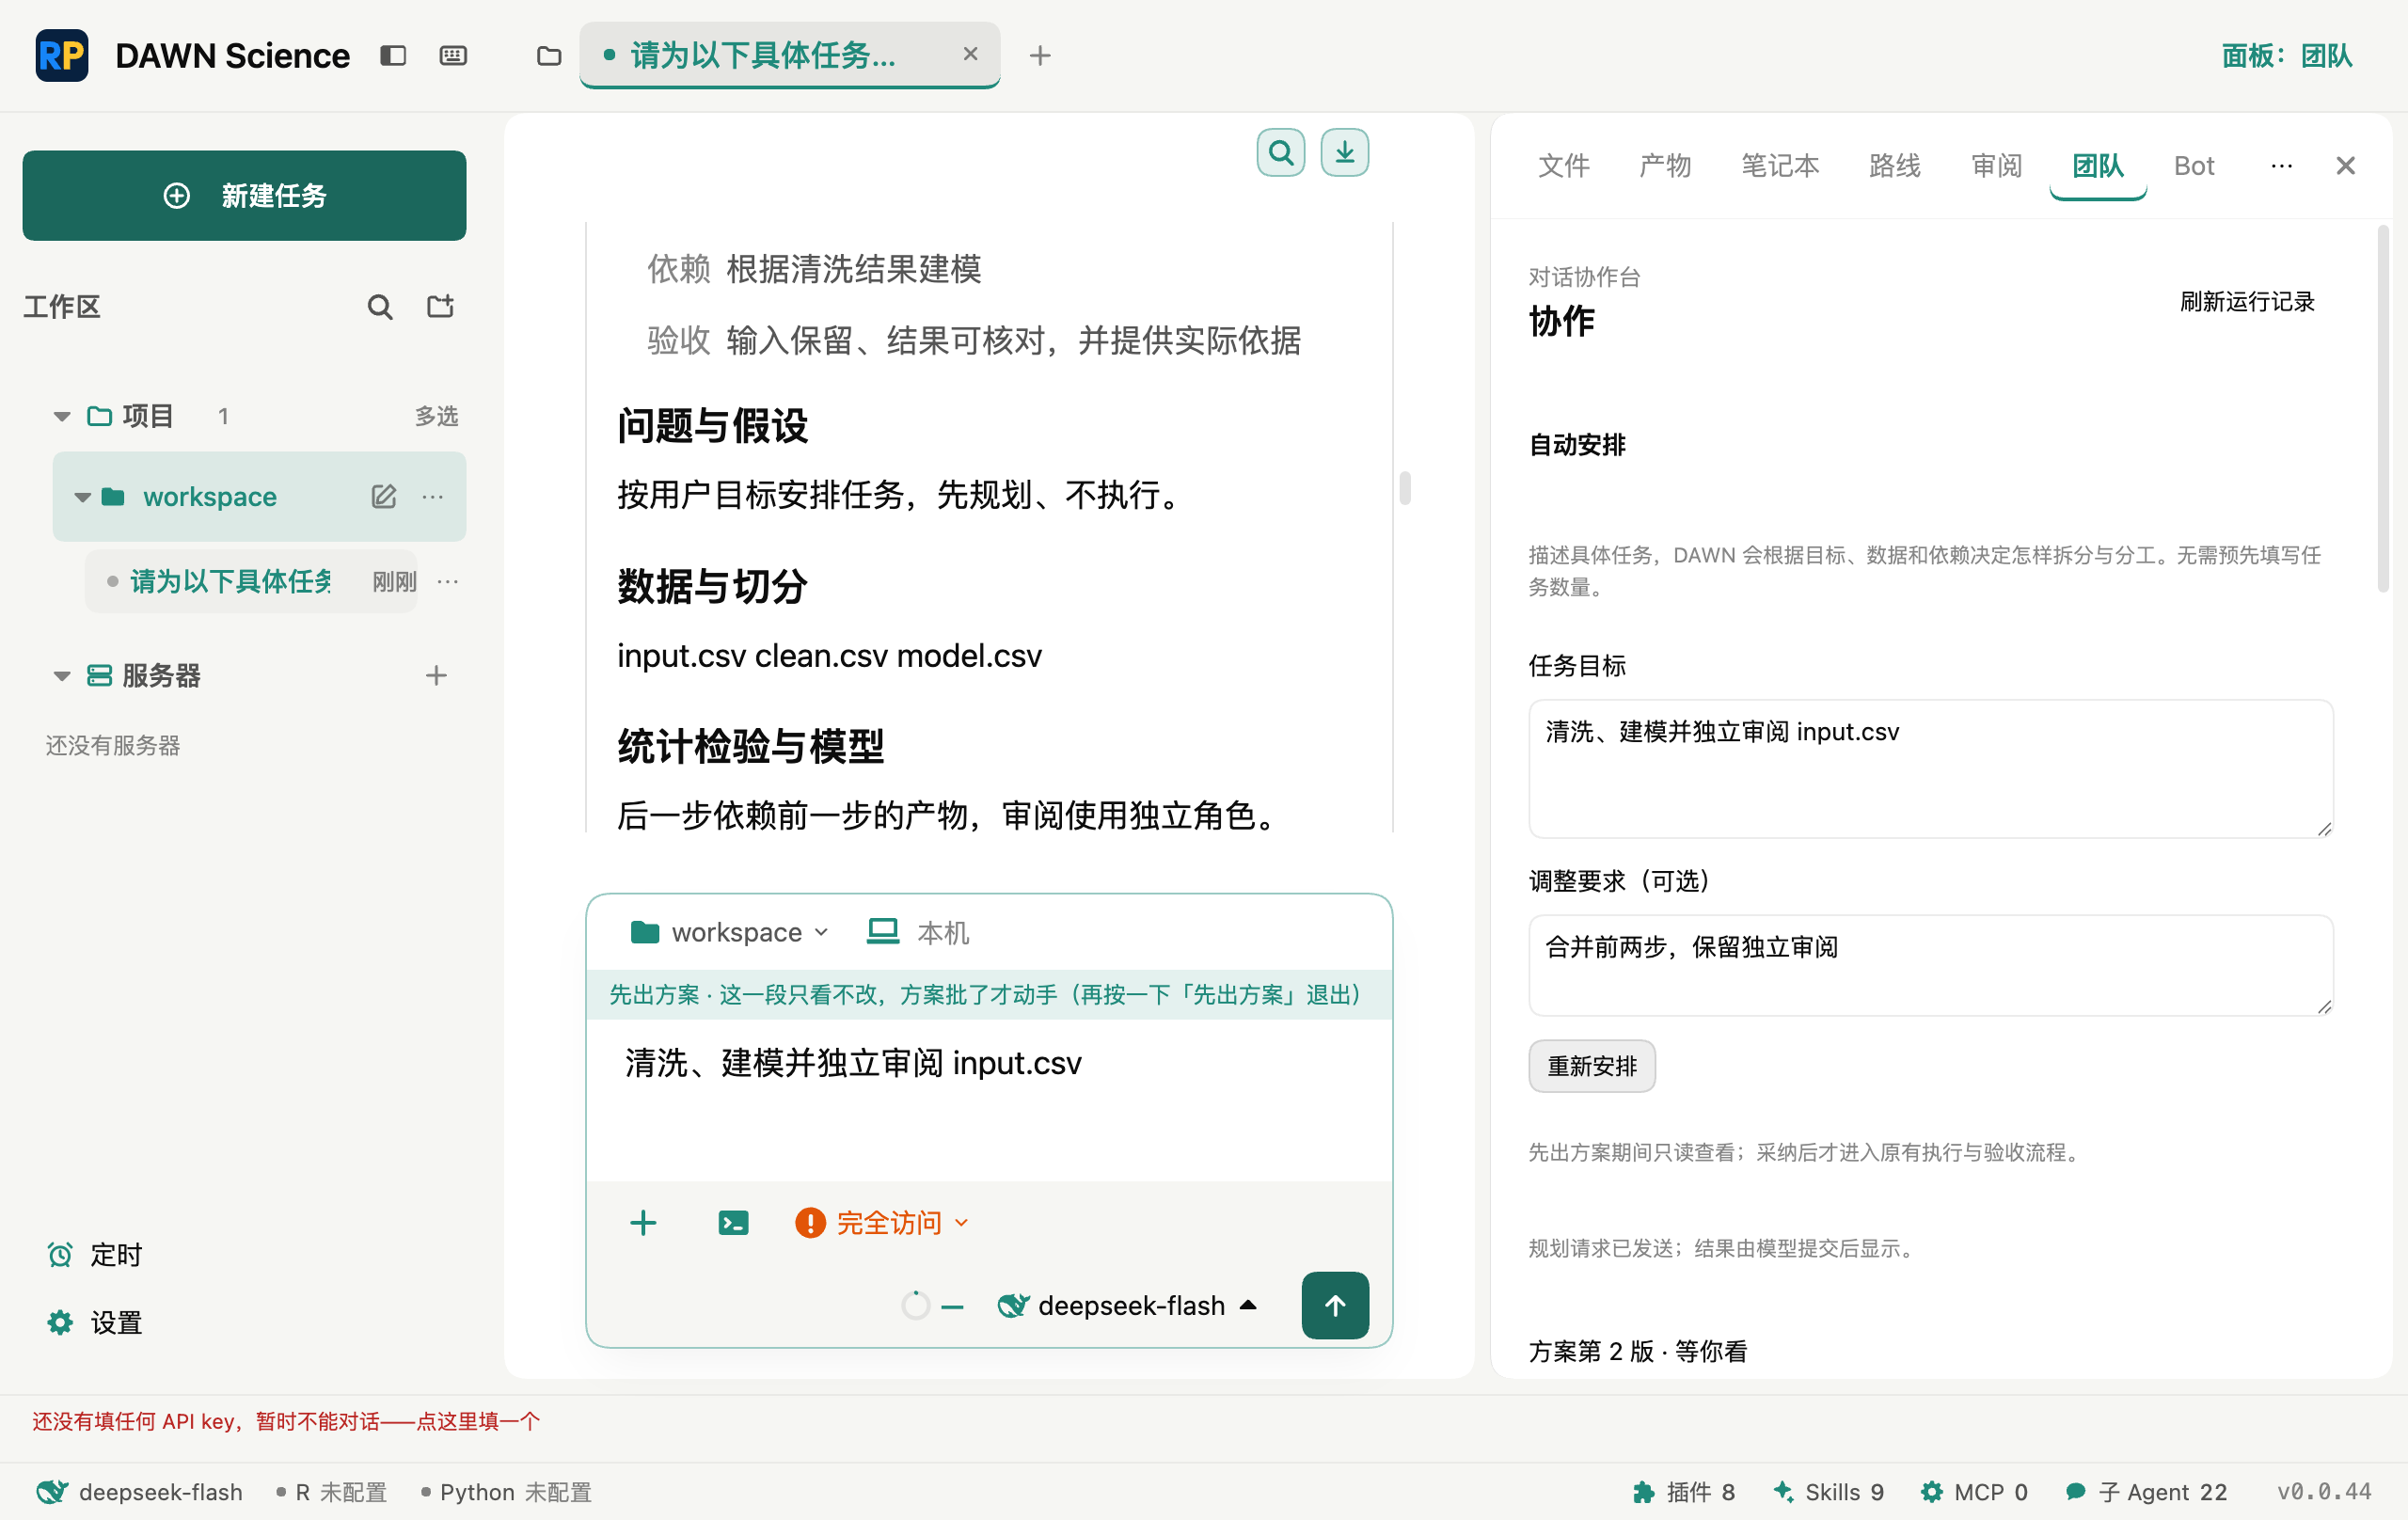 RP DAWN Science
请为以下具体任务...
面板：团队
新建任务
工作区
项目 1 多选
workspace
请为以下具体任务 刚刚
服务器
还没有服务器
定时
设置
依赖 根据清洗结果建模
验收 输入保留、结果可核对，并提供实际依据
问题与假设
按用户目标安排任务，先规划、不执行。
数据与切分
input.csv clean.csv model.csv
统计检验与模型
后一步依赖前一步的产物，审阅使用独立角色。
workspace 本机
先出方案 · 这一段只看不改，方案批了才动手（再按一下「先出方案」退出）
清洗、建模并独立审阅 input.csv
完全访问
deepseek-flash
文件 产物 笔记本 路线 审阅 团队 Bot
对话协作台
协作
刷新运行记录
自动安排
描述具体任务，DAWN 会根据目标、数据和依赖决定怎样拆分与分工。无需预先填写任
务数量。
任务目标
清洗、建模并独立审阅 input.csv
调整要求（可选）
合并前两步，保留独立审阅
重新安排
先出方案期间只读查看；采纳后才进入原有执行与验收流程。
规划请求已发送；结果由模型提交后显示。
方案第 2 版 · 等你看
还没有填任何 API key，暂时不能对话——点这里填一个
deepseek-flash R 未配置 Python 未配置
插件 8 Skills 9 MCP 0 子 Agent 22 v0.0.44